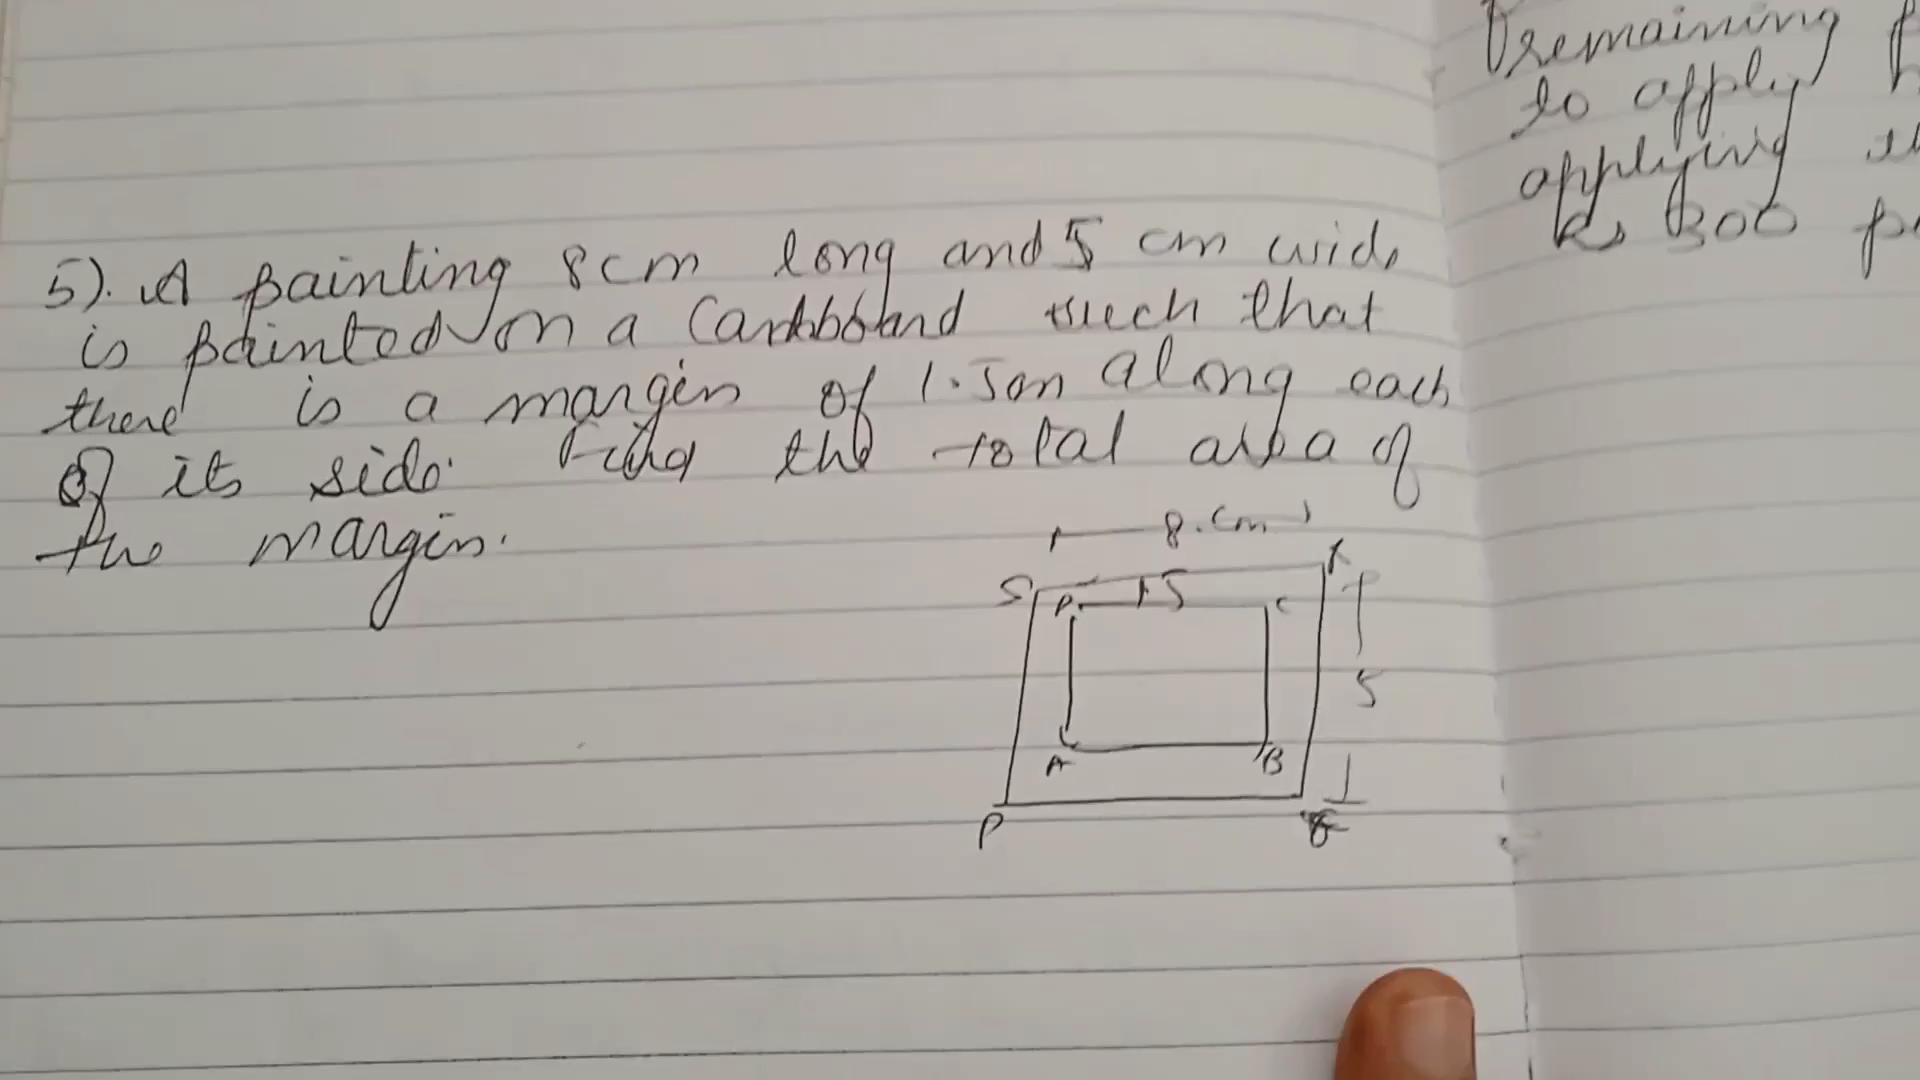 5). A painting 8cm long and 5 cm wide
is painted on a Cardboard such that
there is a margin of 1.5cm along each
of its side. Find the total area of
the margin.
8.cm
S R
D 1.5 C
5
A B
P
remaining
to apply
applying
Rs 300